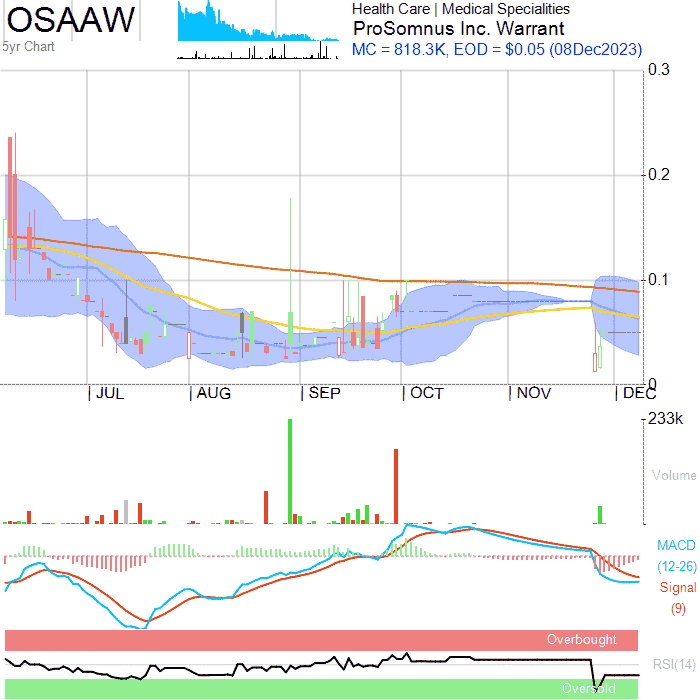 OSAAW
5yr Chart
Health Care | Medical Specialities
ProSomnus Inc. Warrant
MC = 818.3K, EOD = $0.05 (08Dec2023)
0.3
0.2
0.1
0
JUL AUG SEP OCT NOV DEC
233k
Volume
MACD
(12-26)
Signal
(9)
Overbought
RSI(14)
Oversold